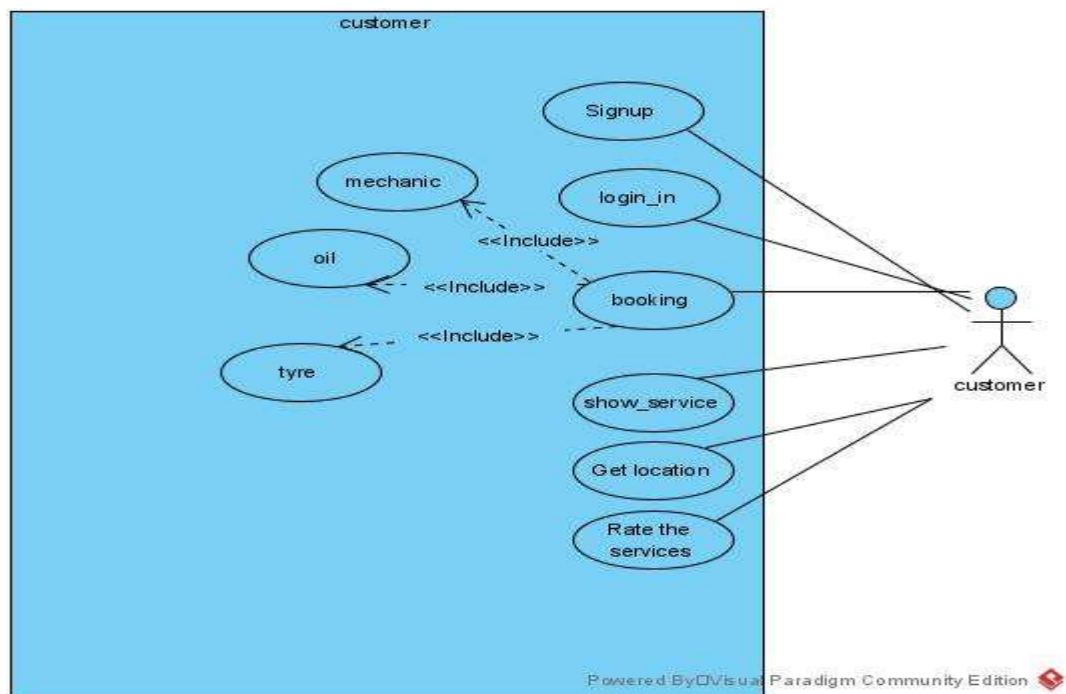 customer
Signup
mechanic
login_in
<<Include>>
oil
<<Include>>
booking
<<Include>>
tyre
customer
show_service
Get location
Rate the
services
Powered By□Visual Paradigm Community Edition